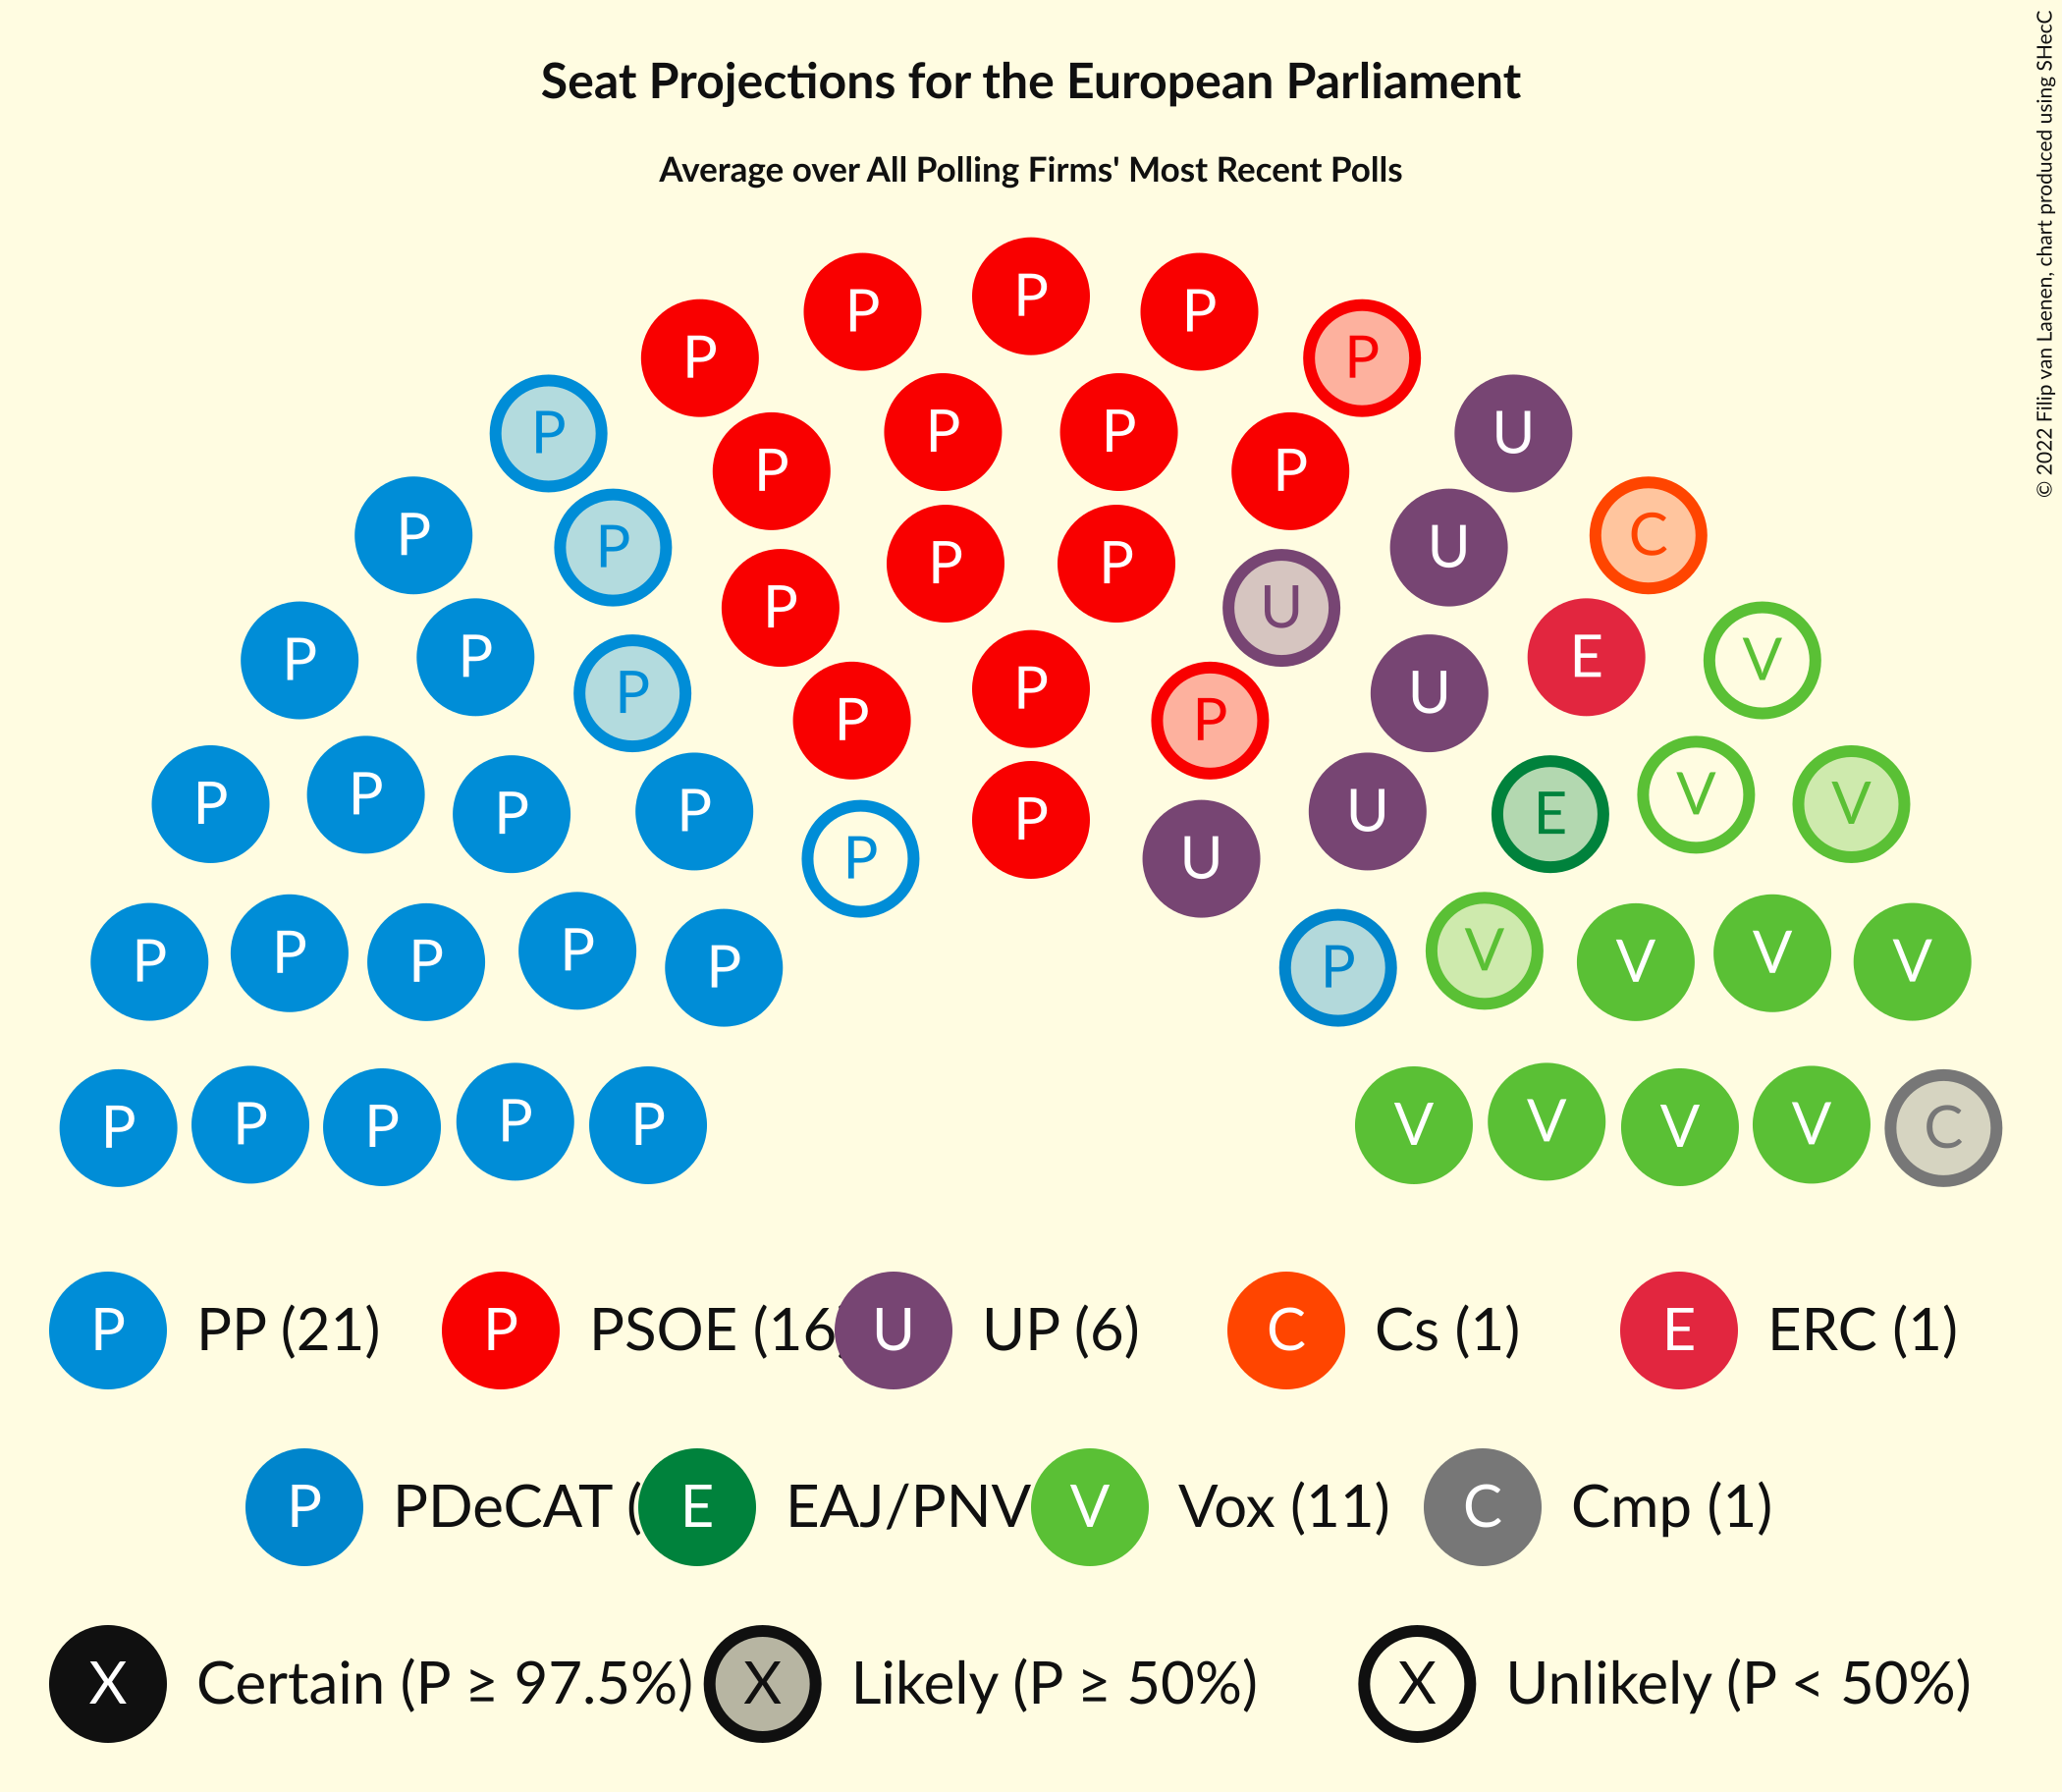 Seat Projections for the European Parliament
Average over All Polling Firms' Most Recent Polls
© 2022 Filip van Laenen, chart produced using SHecC
P
P P
P P
P P P U
P P
P C
P U
P P
P U
P E
P V
P P U
P P
P P P P P U E V V
P U
P P P P P P V V V V
P P P P P V V V V C
P PP (21) P PSOE (16 U UP (6) C Cs (1) E ERC (1)
P PDeCAT ( E EAJ/PNV V Vox (11) C Cmp (1)
X Certain (P ≥ 97.5%) X Likely (P ≥ 50%) X Unlikely (P < 50%)